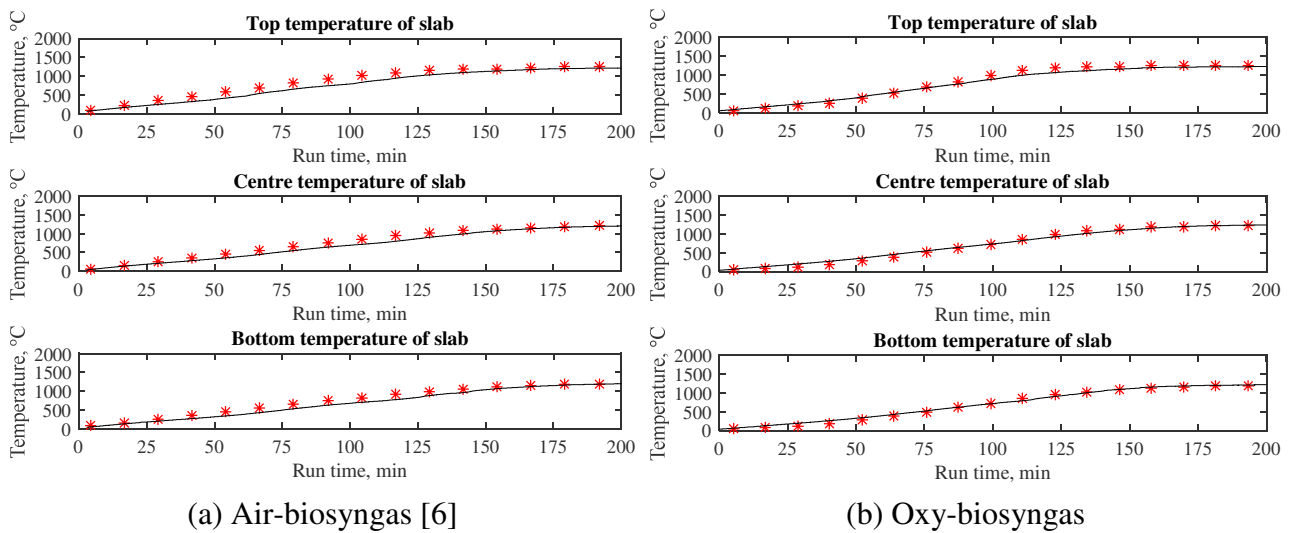 Top temperature of slab
Temperature, °C
2000
1500
1000
500
0
0 25 50 75 100 125 150 175 200
Run time, min
Centre temperature of slab
Temperature, °C
2000
1500
1000
500
0
0 25 50 75 100 125 150 175 200
Run time, min
Bottom temperature of slab
Temperature, °C
2000
1500
1000
500
0
0 25 50 75 100 125 150 175 200
Run time, min
(a) Air-biosyngas [6]
Top temperature of slab
Temperature, °C
2000
1500
1000
500
0
0 25 50 75 100 125 150 175 200
Run time, min
Centre temperature of slab
Temperature, °C
2000
1500
1000
500
0
0 25 50 75 100 125 150 175 200
Run time, min
Bottom temperature of slab
Temperature, °C
2000
1500
1000
500
0
0 25 50 75 100 125 150 175 200
Run time, min
(b) Oxy-biosyngas